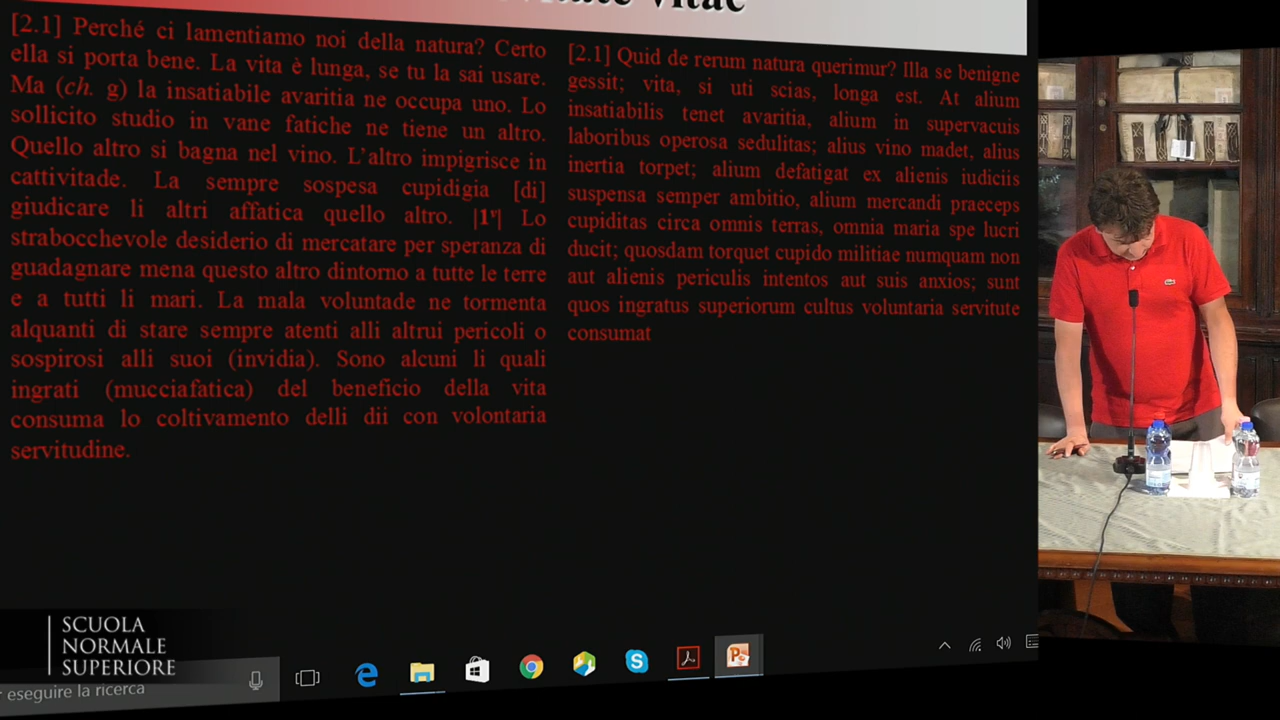 vitae
[2.1] Perché ci lamentiamo noi della natura? Certo
ella si porta bene. La vita è lunga, se tu la sai usare.
Ma (ch. g) la insatiabile avaritia ne occupa uno. Lo
sollicito studio in vane fatiche ne tiene un altro.
Quello altro si bagna nel vino. L'altro impigrisce in
cattivitade. La sempre sospesa cupidigia [di]
giudicare li altri affatica quello altro. |1v| Lo
strabocchevole desiderio di mercatare per speranza di
guadagnare mena questo altro dintorno a tutte le terre
e a tutti li mari. La mala voluntade ne tormenta
alquanti di stare sempre atenti alli altrui pericoli o
sospirosi alli suoi (invidia). Sono alcuni li quali
ingrati (mucciafatica) del beneficio della vita
consuma lo coltivamento delli dii con volontaria
servitudine.
[2.1] Quid de rerum natura querimur? Illa se benigne
gessit; vita, si uti scias, longa est. At alium
insatiabilis tenet avaritia, alium in supervacuis
laboribus operosa sedulitas; alius vino madet, alius
inertia torpet; alium defatigat ex alienis iudiciis
suspensa semper ambitio, alium mercandi praeceps
cupiditas circa omnis terras, omnia maria spe lucri
ducit; quosdam torquet cupido militiae numquam non
aut alienis periculis intentos aut suis anxios; sunt
quos ingratus superiorum cultus voluntaria servitute
consumat
SCUOLA
NORMALE
SUPERIORE
eseguire la ricerca